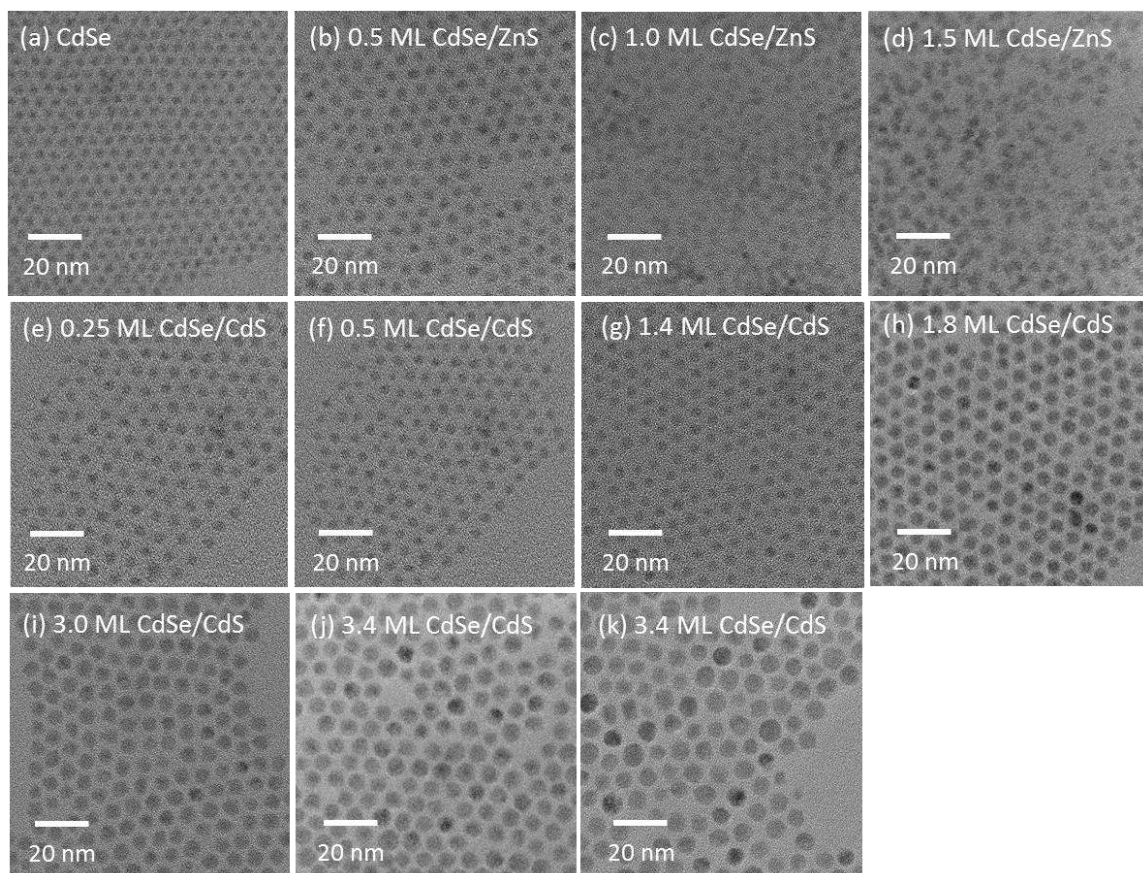 (a) CdSe
20 nm
(b) 0.5 ML CdSe/ZnS
20 nm
(c) 1.0 ML CdSe/ZnS
20 nm
(d) 1.5 ML CdSe/ZnS
20 nm
(e) 0.25 ML CdSe/CdS
20 nm
(f) 0.5 ML CdSe/CdS
20 nm
(g) 1.4 ML CdSe/CdS
20 nm
(h) 1.8 ML CdSe/CdS
20 nm
(i) 3.0 ML CdSe/CdS
20 nm
(j) 3.4 ML CdSe/CdS
20 nm
(k) 3.4 ML CdSe/CdS
20 nm